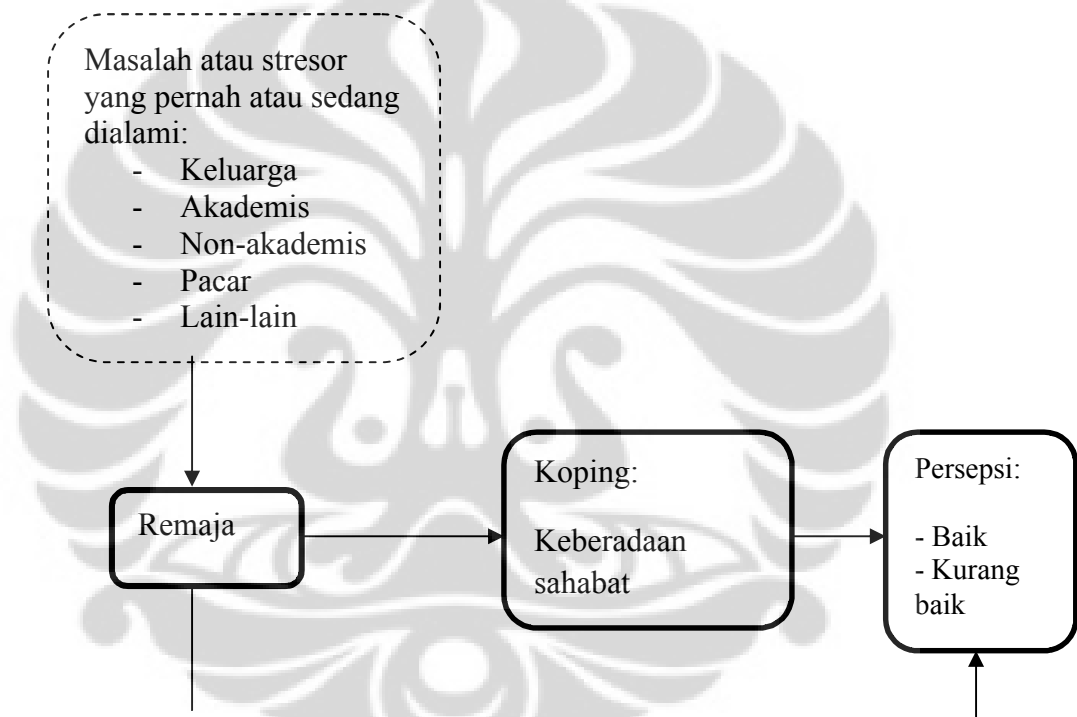 Masalah atau stresor
yang pernah atau sedang
dialami:
- Keluarga
- Akademis
- Non-akademis
- Pacar
- Lain-lain
Remaja
Koping:
Keberadaan
sahabat
Persepsi:
- Baik
- Kurang
baik